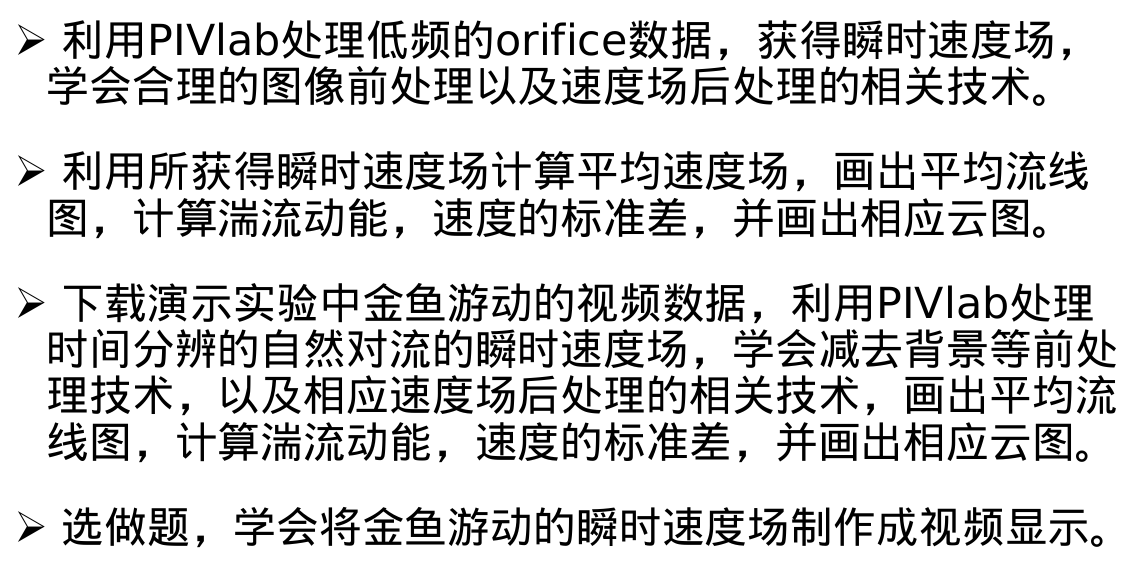 ➢ 利用PIVlab处理低频的orifice数据，获得瞬时速度场，
学会合理的图像前处理以及速度场后处理的相关技术。
➢ 利用所获得瞬时速度场计算平均速度场，画出平均流线
图，计算湍流动能，速度的标准差，并画出相应云图。
➢ 下载演示实验中金鱼游动的视频数据，利用PIVlab处理
时间分辨的自然对流的瞬时速度场，学会减去背景等前处
理技术，以及相应速度场后处理的相关技术，画出平均流
线图，计算湍流动能，速度的标准差，并画出相应云图。
➢ 选做题，学会将金鱼游动的瞬时速度场制作成视频显示。